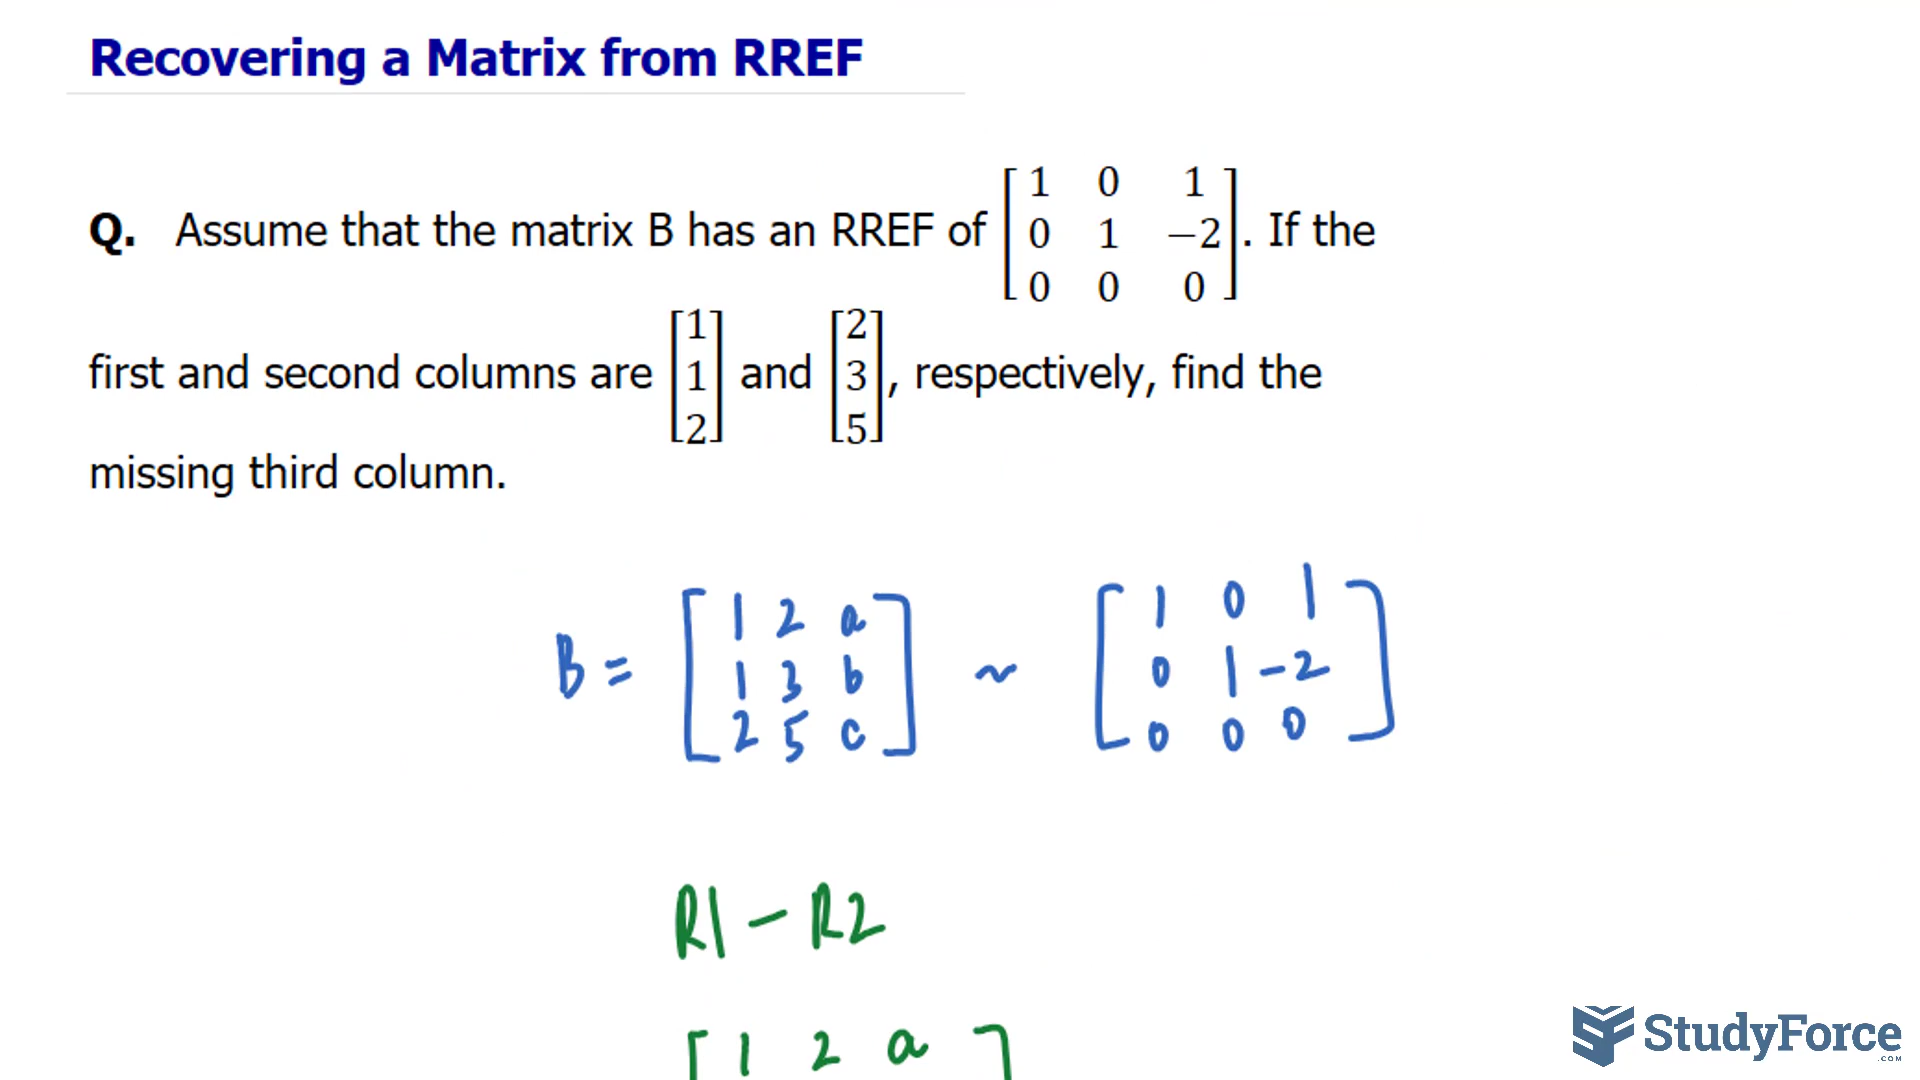 Recovering a Matrix from RREF
Q. Assume that the matrix B has an RREF of [1 0 1; 0 1 −2; 0 0 0]. If the
first and second columns are [1; 1; 2] and [2; 3; 5], respectively, find the
missing third column.
B = [1 2 a; 1 3 b; 2 5 c] ~ [1 0 1; 0 1 -2; 0 0 0]
R1 - R2
[1 2 a]
StudyForce
.COM